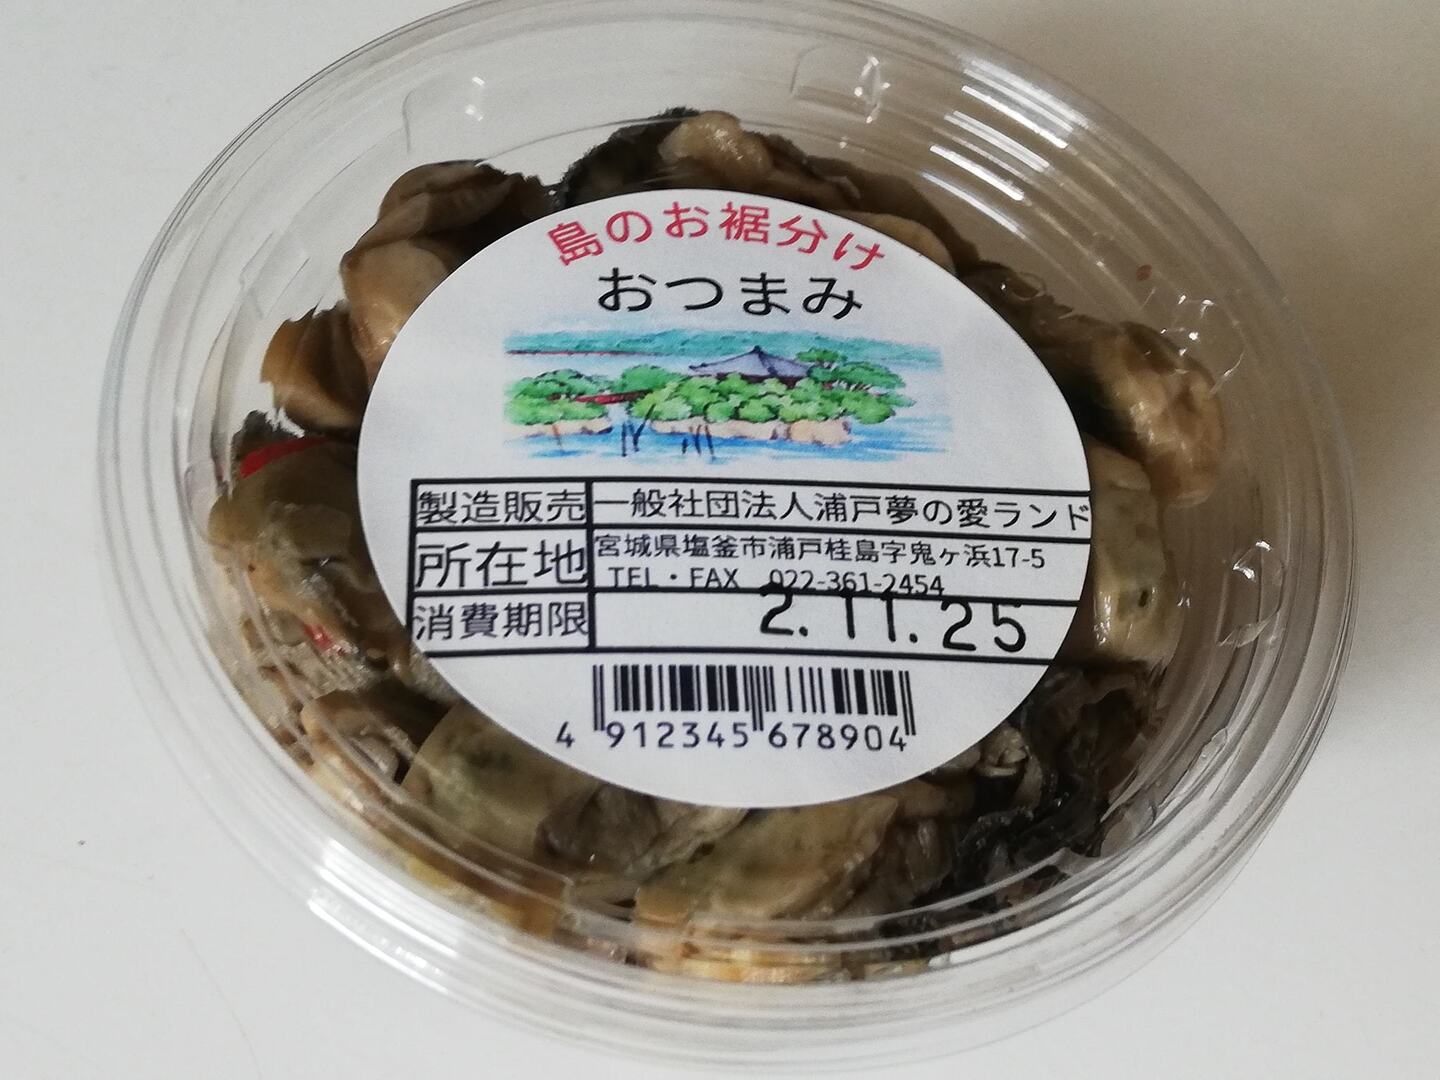 島のお裾分け
おつまみ
製造販売 一般社団法人浦戸夢の愛ランド
所在地 宮城県塩釜市浦戸桂島字鬼ヶ浜17-5
TEL・FAX 022-361-2454
消費期限 2.11.25
4 912345 678904